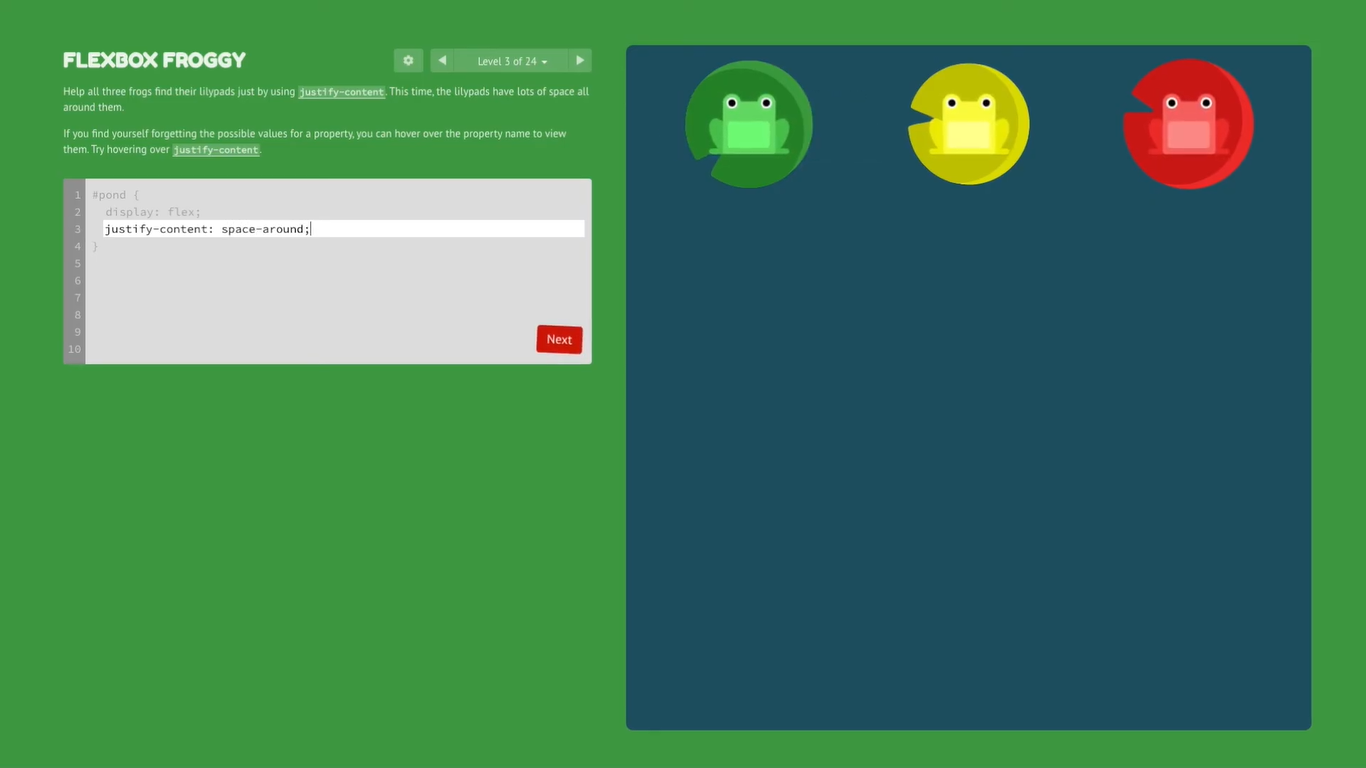 FLEXBOX FROGGY
Level 3 of 24
Help all three frogs find their lilypads just by using justify-content. This time, the lilypads have lots of space all
around them.
If you find yourself forgetting the possible values for a property, you can hover over the property name to view
them. Try hovering over justify-content.
1 #pond {
2 display: flex;
3 justify-content: space-around;
4 }
5
6
7
8
9
10
Next